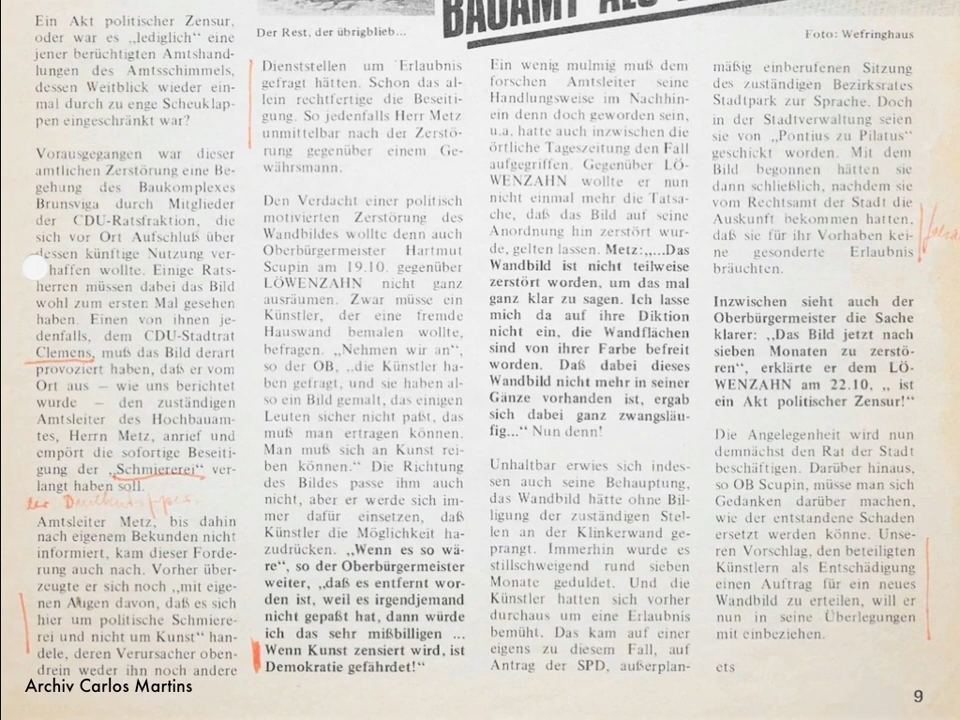 BAUAMT ALS
Der Rest, der übrigblieb...
Foto: Wefringhaus
Ein Akt politischer Zensur,
oder war es „lediglich“ eine
jener berüchtigten Amtshand-
lungen des Amtsschimmels,
dessen Weitblick wieder ein-
mal durch zu enge Scheuklap-
pen eingeschränkt war?
Vorausgegangen war dieser
amtlichen Zerstörung eine Be-
gehung des Baukomplexes
Brunsviga durch Mitglieder
der CDU-Ratsfraktion, die
sich vor Ort Aufschluß über
dessen künftige Nutzung ver-
haffen wollte. Einige Rats-
herren müssen dabei das Bild
wohl zum ersten Mal gesehen
haben. Einen von ihnen je-
denfalls, dem CDU-Stadtrat
Clemens, muß das Bild derart
provoziert haben, daß er vom
Ort aus – wie uns berichtet
wurde – den zuständigen
Amtsleiter des Hochbauam-
tes, Herrn Metz, anrief und
empört die sofortige Beseiti-
gung der „Schmiererei“ ver-
langt haben soll.
der
Amtsleiter Metz, bis dahin
nach eigenem Bekunden nicht
informiert, kam dieser Forde-
rung auch nach. Vorher über-
zeugte er sich noch „mit eige-
nen Augen davon, daß es sich
hier um politische Schmiere-
rei und nicht um Kunst“ han-
dele, deren Verursacher oben-
drein weder ihn noch andere
Dienststellen um Erlaubnis
gefragt hätten. Schon das al-
lein rechtfertige die Beseiti-
gung. So jedenfalls Herr Metz
unmittelbar nach der Zerstö-
rung gegenüber einem Ge-
währsmann.
Den Verdacht einer politisch
motivierten Zerstörung des
Wandbildes wollte denn auch
Oberbürgermeister Hartmut
Scupin am 19.10. gegenüber
LÖWENZAHN nicht ganz
ausräumen. Zwar müsse ein
Künstler, der eine fremde
Hauswand bemalen wollte,
befragen. „Nehmen wir an“,
so der OB, „die Künstler ha-
ben gefragt, und sie haben al-
so ein Bild gemalt, das einigen
Leuten sicher nicht paßt, das
muß man ertragen können.
Man muß sich an Kunst rei-
ben können.“ Die Richtung
des Bildes passe ihm auch
nicht, aber er werde sich im-
mer dafür einsetzen, daß
Künstler die Möglichkeit ha-
zudrücken. „Wenn es so wä-
re“, so der Oberbürgermeister
weiter, „daß es entfernt wor-
den ist, weil es irgendjemand
nicht gepaßt hat, dann würde
ich das sehr mißbilligen ...
Wenn Kunst zensiert wird, ist
Demokratie gefährdet!“
Ein wenig mulmig muß dem
forschen Amtsleiter seine
Handlungsweise im Nachhin-
ein denn doch geworden sein,
u.a. hatte auch inzwischen die
örtliche Tageszeitung den Fall
aufgegriffen. Gegenüber LÖ-
WENZAHN wollte er nun
nicht einmal mehr die Tatsa-
che, daß das Bild auf seine
Anordnung hin zerstört wur-
de, gelten lassen. Metz:„....Das
Wandbild ist nicht teilweise
zerstört worden, um das mal
ganz klar zu sagen. Ich lasse
mich da auf ihre Diktion
nicht ein, die Wandflächen
sind von ihrer Farbe befreit
worden. Daß dabei dieses
Wandbild nicht mehr in seiner
Gänze vorhanden ist, ergab
sich dabei ganz zwangsläu-
fig...“ Nun denn!
Unhaltbar erwies sich indes-
sen auch seine Behauptung,
das Wandbild hätte ohne Bil-
ligung der zuständigen Stel-
len an der Klinkerwand ge-
prangt. Immerhin wurde es
stillschweigend rund sieben
Monate geduldet. Und die
Künstler hatten sich vorher
durchaus um eine Erlaubnis
bemüht. Das kam auf einer
eigens zu diesem Fall, auf
Antrag der SPD, außerplan-
mäßig einberufenen Sitzung
des zuständigen Bezirksrates
Stadtpark zur Sprache. Doch
in der Stadtverwaltung seien
sie von „Pontius zu Pilatus“
geschickt worden. Mit dem
Bild begonnen hätten sie
dann schließlich, nachdem sie
vom Rechtsamt der Stadt die
Auskunft bekommen hatten,
daß sie für ihr Vorhaben kei-
ne gesonderte Erlaubnis
bräuchten.
Inzwischen sieht auch der
Oberbürgermeister die Sache
klarer: „Das Bild jetzt nach
sieben Monaten zu zerstö-
ren“, erklärte er dem LÖ-
WENZAHN am 22.10. „ ist
ein Akt politischer Zensur!“
Die Angelegenheit wird nun
demnächst den Rat der Stadt
beschäftigen. Darüber hinaus,
so OB Scupin, müsse man sich
Gedanken darüber machen,
wie der entstandene Schaden
ersetzt werden könne. Unse-
ren Vorschlag, den beteiligten
Künstlern als Entschädigung
einen Auftrag für ein neues
Wandbild zu erteilen, will er
nun in seine Überlegungen
mit einbeziehen.
ets
9
Archiv Carlos Martins